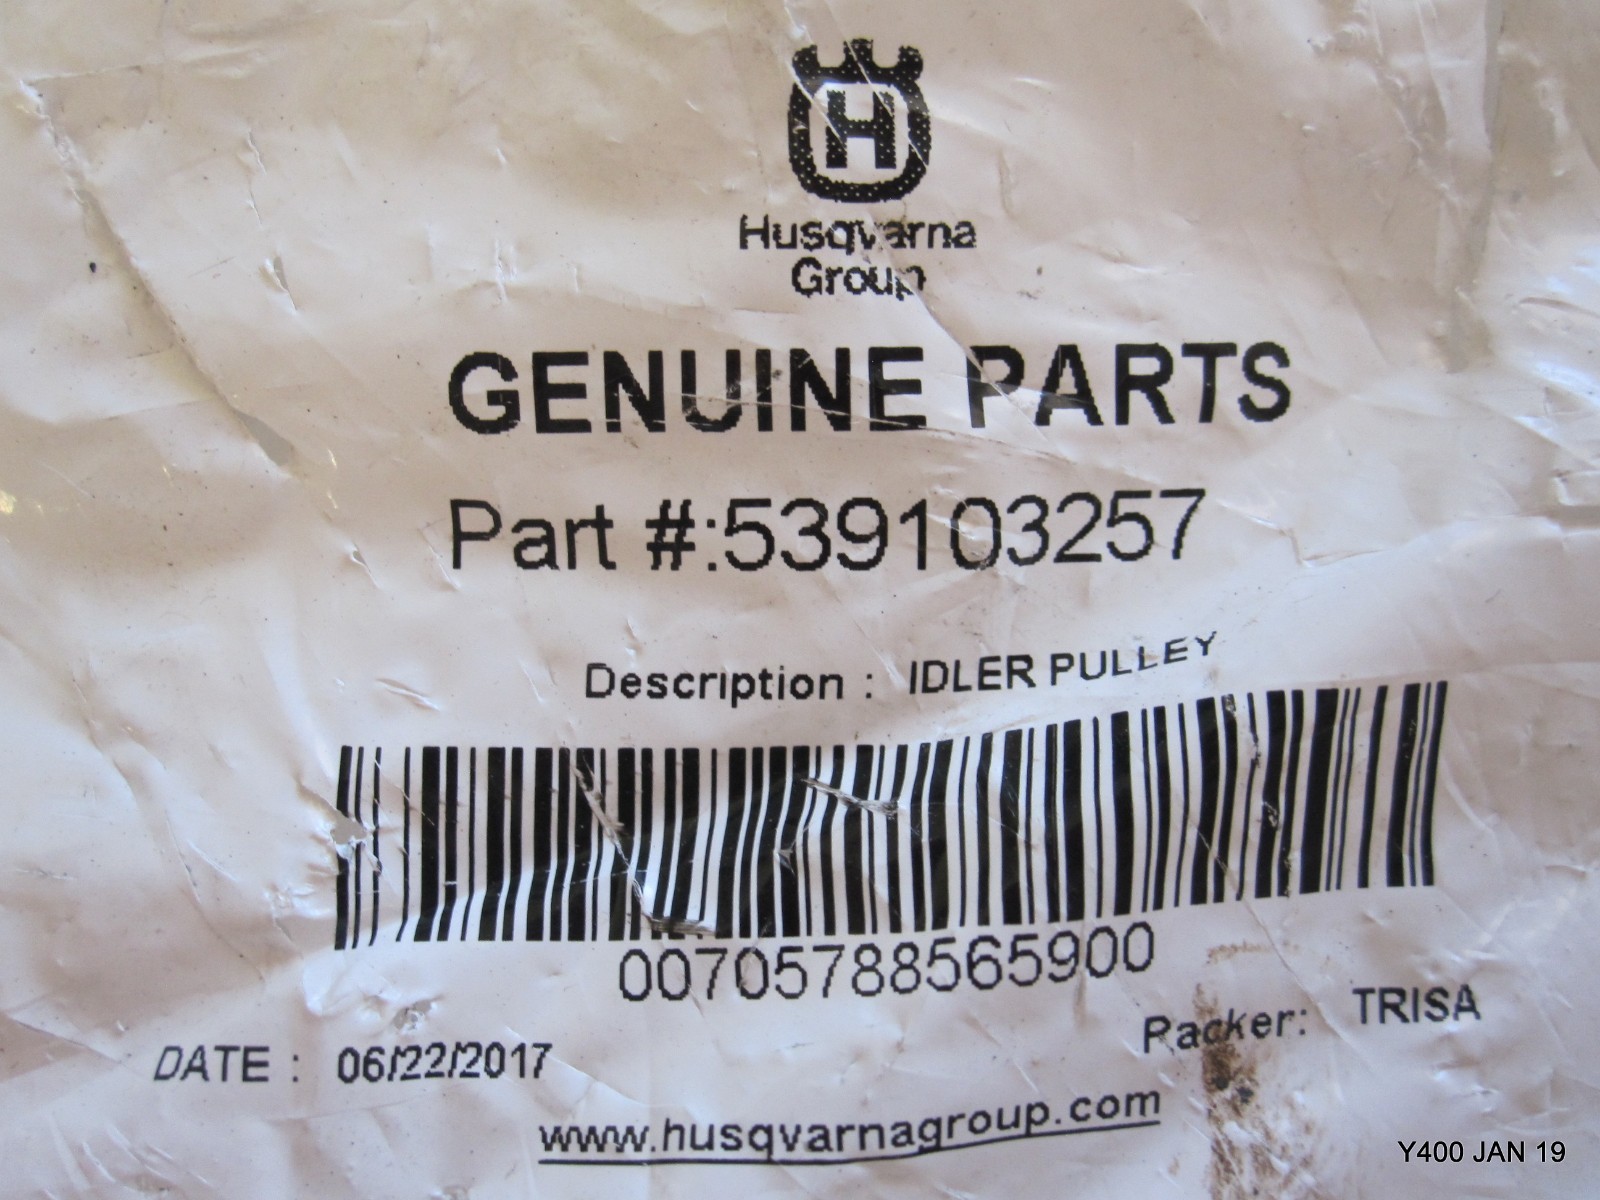 H
Husqvarna
Group
GENUINE PARTS
Part #:539103257
Description : IDLER PULLEY
00705788565900
Packer: TRISA
DATE : 06/22/2017
www.husqvarnagroup.com
Y400 JAN 19